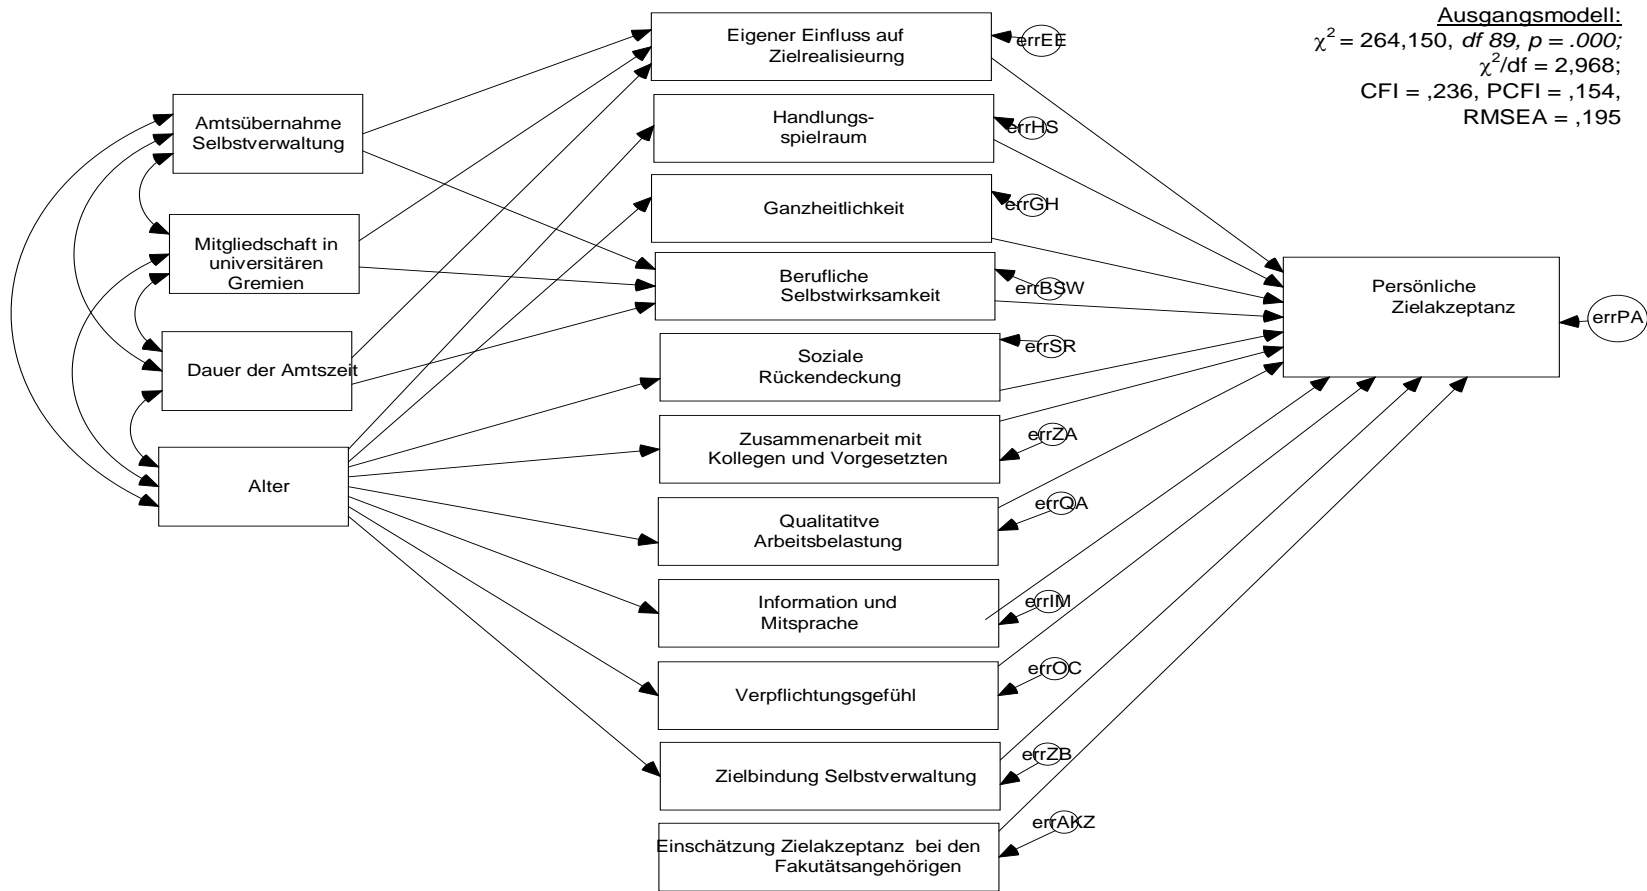 Ausgangsmodell:
χ² = 264,150, df 89, p = .000;
χ²/df = 2,968;
CFI = ,236, PCFI = ,154,
RMSEA = ,195
Amtsübernahme
Selbstverwaltung
Mitgliedschaft in
universitären
Gremien
Dauer der Amtszeit
Alter
Eigener Einfluss auf
Zielrealisieurng
errEE
Handlungs-
spielraum
errHS
Ganzheitlichkeit
errGH
Berufliche
Selbstwirksamkeit
errBSW
Soziale
Rückendeckung
errSR
Zusammenarbeit mit
Kollegen und Vorgesetzten
errZA
Qualitatitve
Arbeitsbelastung
errQA
Information und
Mitsprache
errIM
Verpflichtungsgefühl
errOC
Zielbindung Selbstverwaltung
errZB
Einschätzung Zielakzeptanz bei den
Fakutätsangehörigen
errAKZ
Persönliche
Zielakzeptanz
errPA